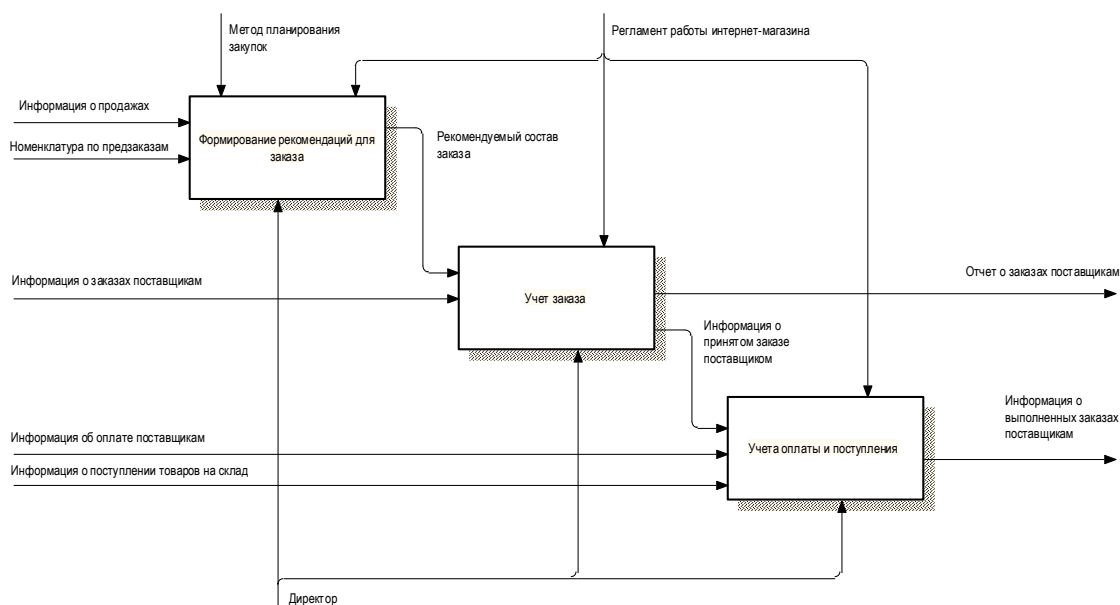 Метод планирования
закупок
Регламент работы интернет-магазина
Информация о продажах
Номенклатура по предзаказам
Формирование рекомендаций для
заказа
Рекомендуемый состав
заказа
Информация о заказах поставщикам
Учет заказа
Отчет о заказах поставщикам
Информация о
принятом заказе
поставщиком
Информация об оплате поставщикам
Информация о поступлении товаров на склад
Учета оплаты и поступления
Информация о
выполненных заказах
поставщикам
Директор